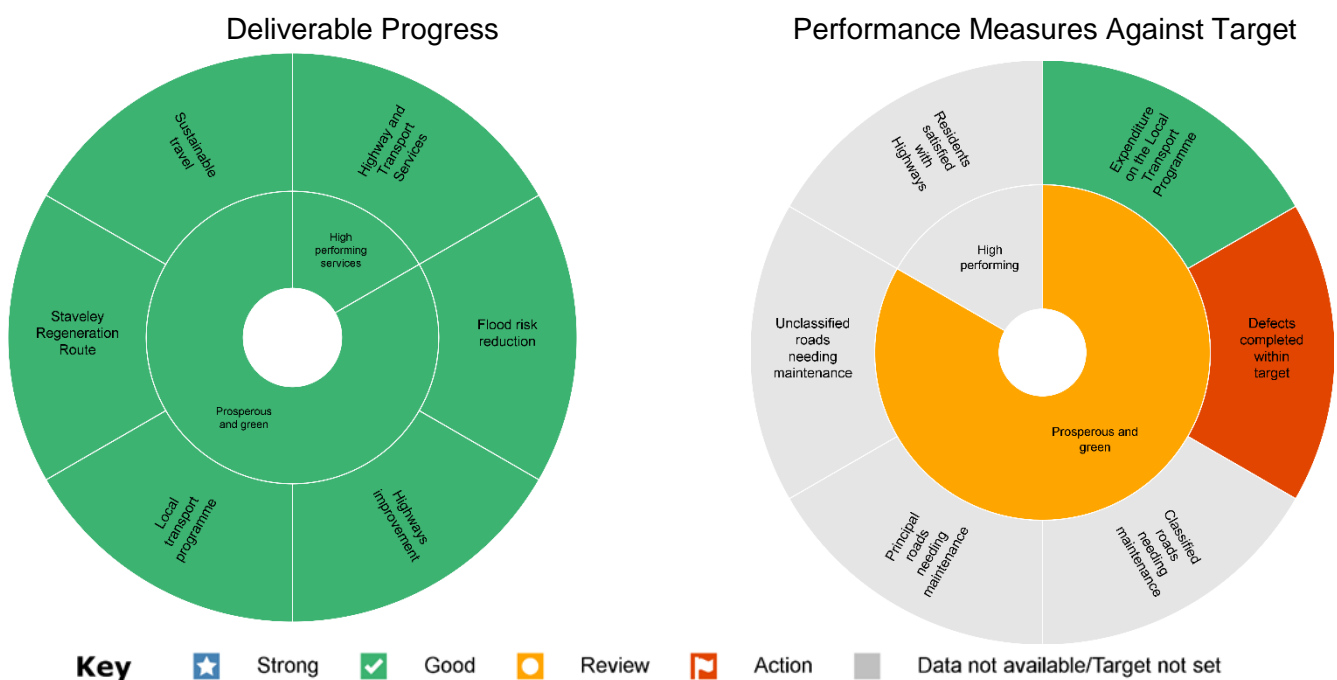 Deliverable Progress
Sustainable
travel
Highway and
Transport
Services
High
performing
services
Staveley
Regeneration
Route
Flood risk
reduction
Prosperous
and green
Local
transport
programme
Highways
improvement
Performance Measures Against Target
Residents
satisfied
with
Highways
Expenditure
on the Local
Transport
Programme
High
performing
Unclassified
roads
needing
maintenance
Defects
completed
within
target
Prosperous and
green
Principal
roads
needing
maintenance
Classified
roads
needing
maintenance
Key Strong Good Review Action Data not available/Target not set